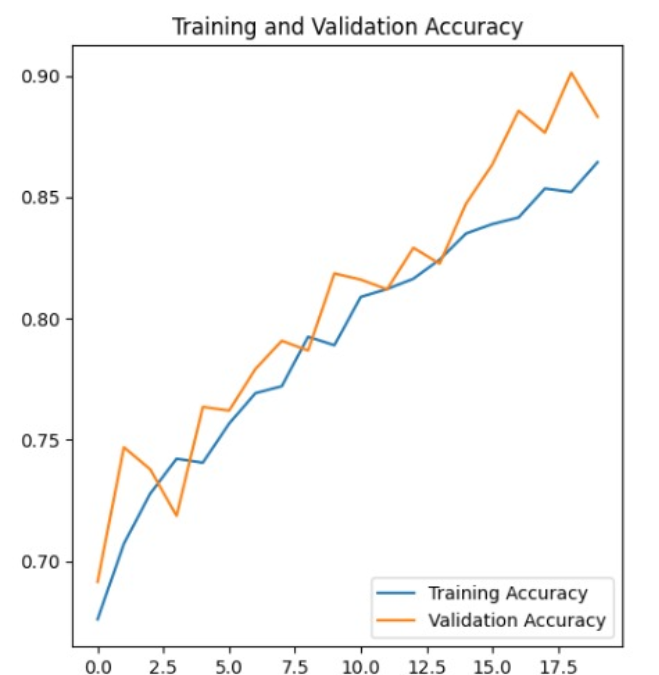 Training and Validation Accuracy
0.90
0.85
0.80
0.75
0.70
Training Accuracy
Validation Accuracy
0.0 2.5 5.0 7.5 10.0 12.5 15.0 17.5